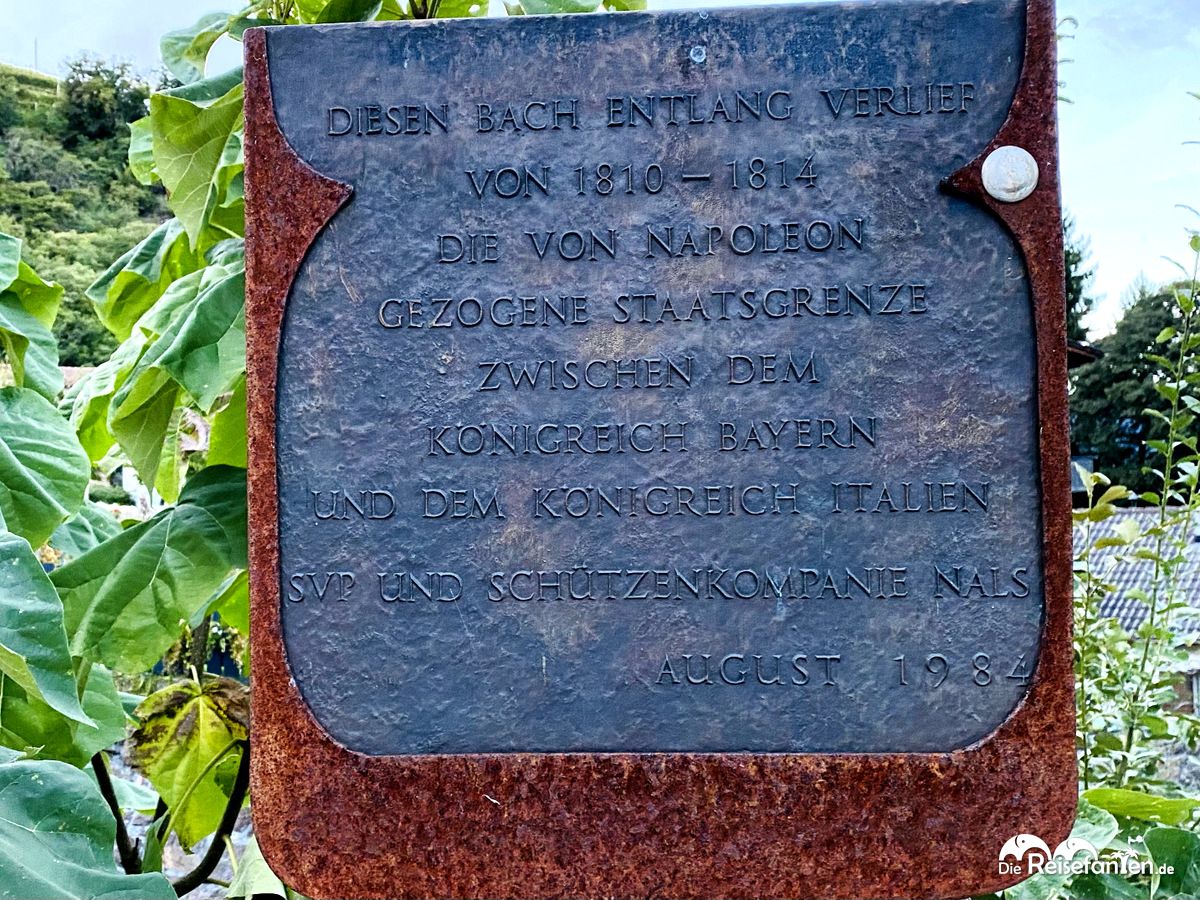 DIESEN BACH ENTLANG VERLIEF
VON 1810 – 1814
DIE VON NAPOLEON
GEZOGENE STAATSGRENZE
ZWISCHEN DEM
KÖNIGREICH BAYERN
UND DEM KÖNIGREICH ITALIEN
SVP UND SCHÜTZENKOMPANIE NALS
AUGUST 1984
Die Reisefanten.de